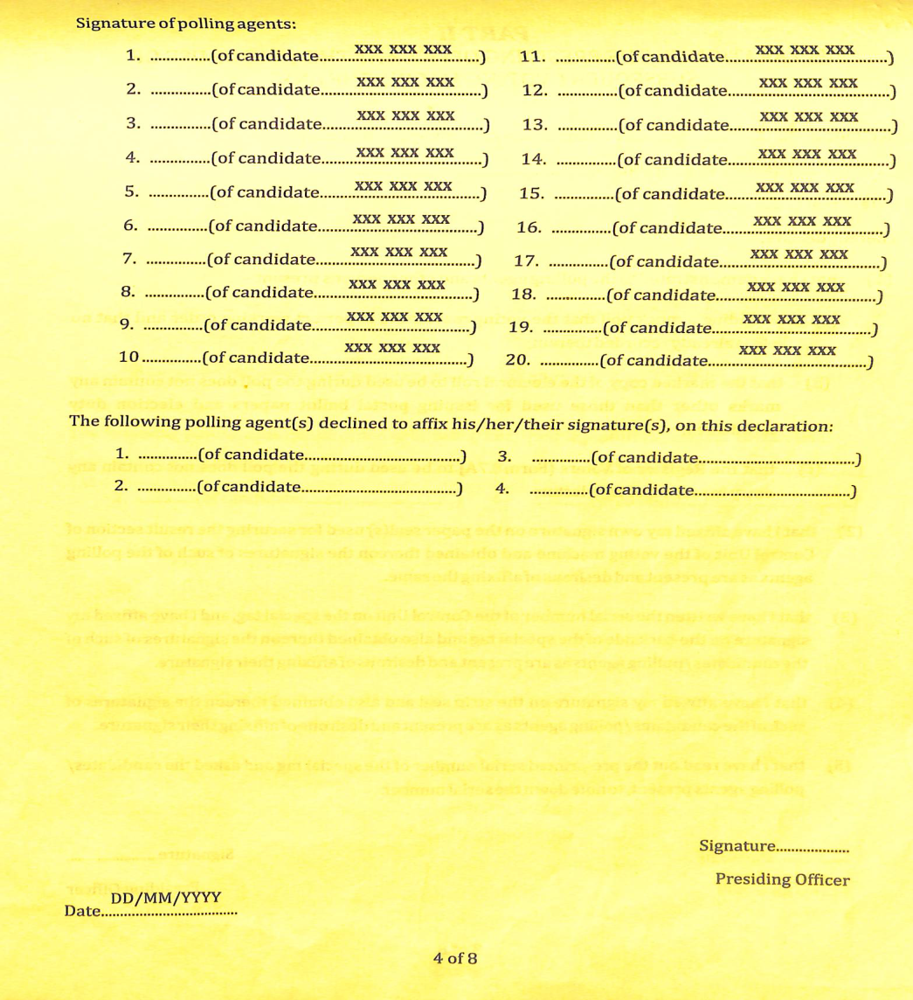 Signature of polling agents:
1. ..............(of candidate......XXX XXX XXX......) 11. ..............(of candidate......XXX XXX XXX......)
2. ..............(of candidate......XXX XXX XXX......) 12. ..............(of candidate......XXX XXX XXX......)
3. ..............(of candidate......XXX XXX XXX......) 13. ..............(of candidate......XXX XXX XXX......)
4. ..............(of candidate......XXX XXX XXX......) 14. ..............(of candidate......XXX XXX XXX......)
5. ..............(of candidate......XXX XXX XXX......) 15. ..............(of candidate......XXX XXX XXX......)
6. ..............(of candidate......XXX XXX XXX......) 16. ..............(of candidate......XXX XXX XXX......)
7. ..............(of candidate......XXX XXX XXX......) 17. ..............(of candidate......XXX XXX XXX......)
8. ..............(of candidate......XXX XXX XXX......) 18. ..............(of candidate......XXX XXX XXX......)
9. ..............(of candidate......XXX XXX XXX......) 19. ..............(of candidate......XXX XXX XXX......)
10 ..............(of candidate......XXX XXX XXX......) 20. ..............(of candidate......XXX XXX XXX......)
The following polling agent(s) declined to affix his/her/their signature(s), on this declaration:
1. ..............(of candidate.....................................) 3. ..............(of candidate.....................................)
2. ..............(of candidate.....................................) 4. ..............(of candidate.....................................)
Signature....................
Presiding Officer
DD/MM/YYYY
Date.....................................
4 of 8